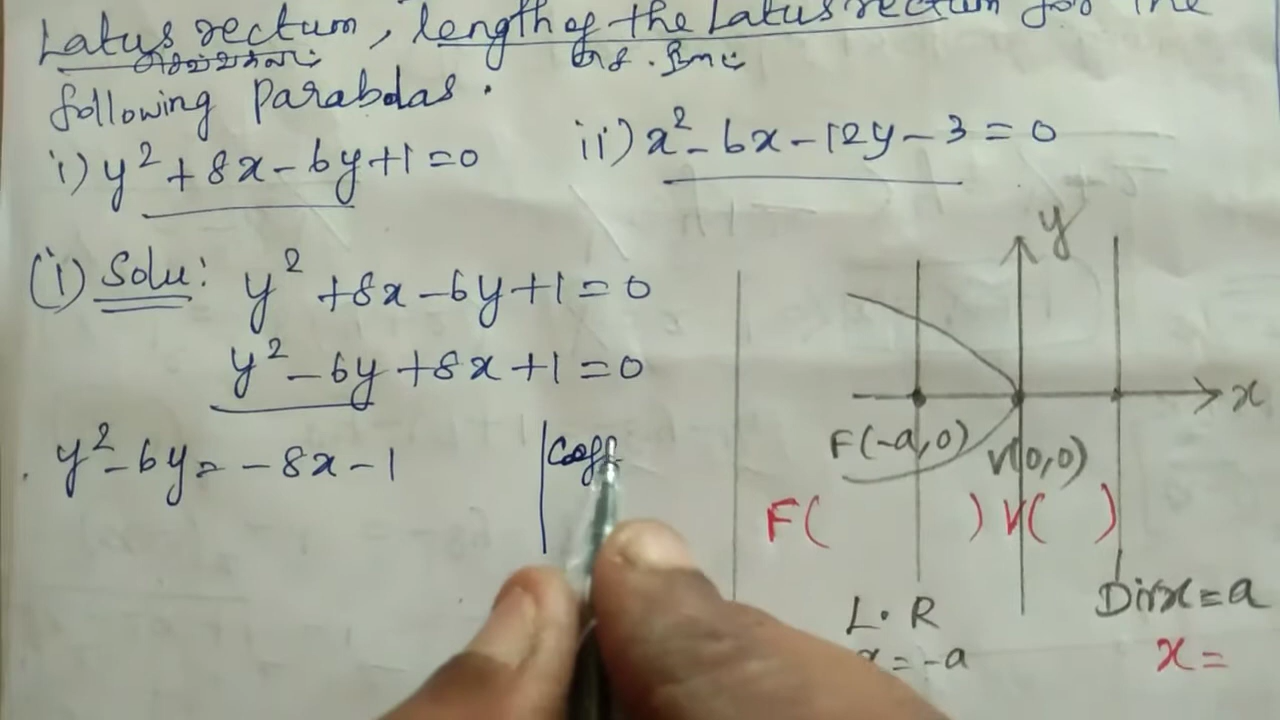 Latus rectum, length of the Latus rectum for the
செவ்வகலம்
following Parabolas.
i) y² + 8x - 6y + 1 = 0
ii) x² - 6x - 12y - 3 = 0
(i) Solu: y² + 8x - 6y + 1 = 0
y² - 6y + 8x + 1 = 0
y² - 6y = -8x - 1
Coeff
y
x
F(-a,0)
V(0,0)
F( ) V( )
L.R
x = -a
Dir x = a
x =